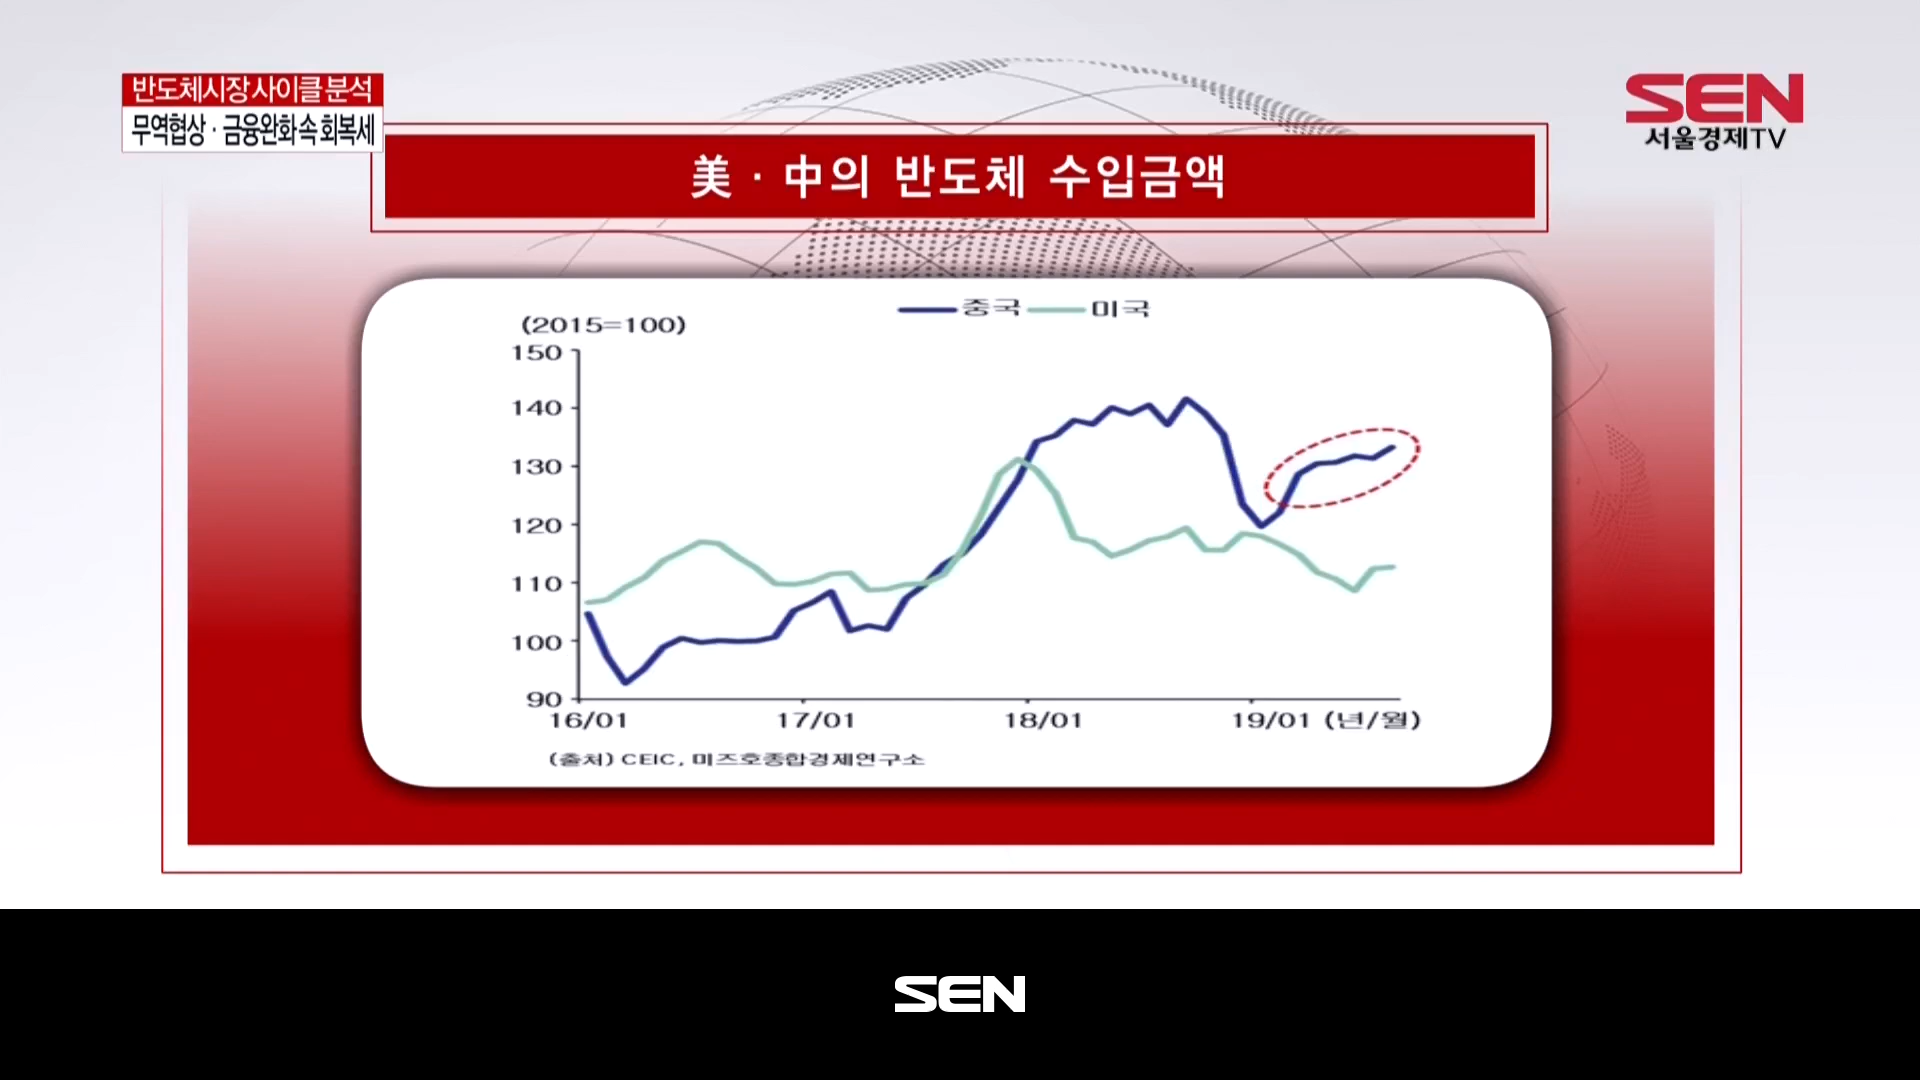 반도체시장 사이클 분석
무역협상·금융완화 속 회복세
SEN
서울경제TV
美·中의 반도체 수입금액
중국 미국
(2015=100)
150
140
130
120
110
100
90
16/01 17/01 18/01 19/01 (년/월)
(출처) CEIC, 미즈호종합경제연구소
SEN